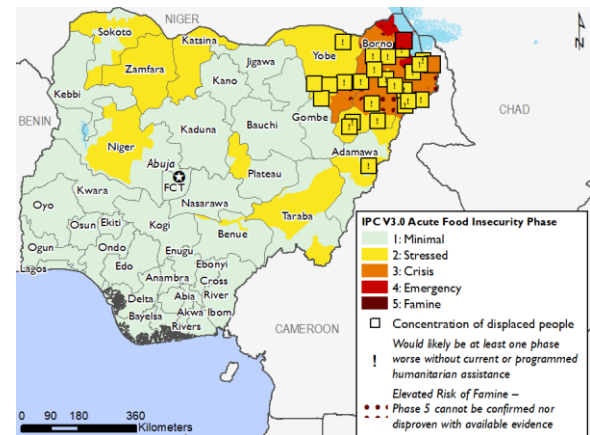 NIGER
Sokoto
Katsina
Borno
Yobe
Zamfara
Jigawa
Kano
Kebbi
CHAD
BENIN
Gombe
Kaduna
Bauchi
Niger
Adamawa
Abuja
Plateau
FCT
Kwara
Nasarawa
Oyo
Taraba
Kogi
Osun
Ekiti
Benue
Ogun
Ondo
Enugu
Lagos
Edo
Ebonyi
Anambra
Cross
River
Delta
Abia
Bayelsa
Akwa Ibom
Rivers
CAMEROON
N
IPC V3.0 Acute Food Insecurity Phase
1: Minimal
2: Stressed
3: Crisis
4: Emergency
5: Famine
Concentration of displaced people
! Would likely be at least one phase
worse without current or programmed
humanitarian assistance
Elevated Risk of Famine –
Phase 5 cannot be confirmed nor
disproven with available evidence
0 90 180 360
Kilometers